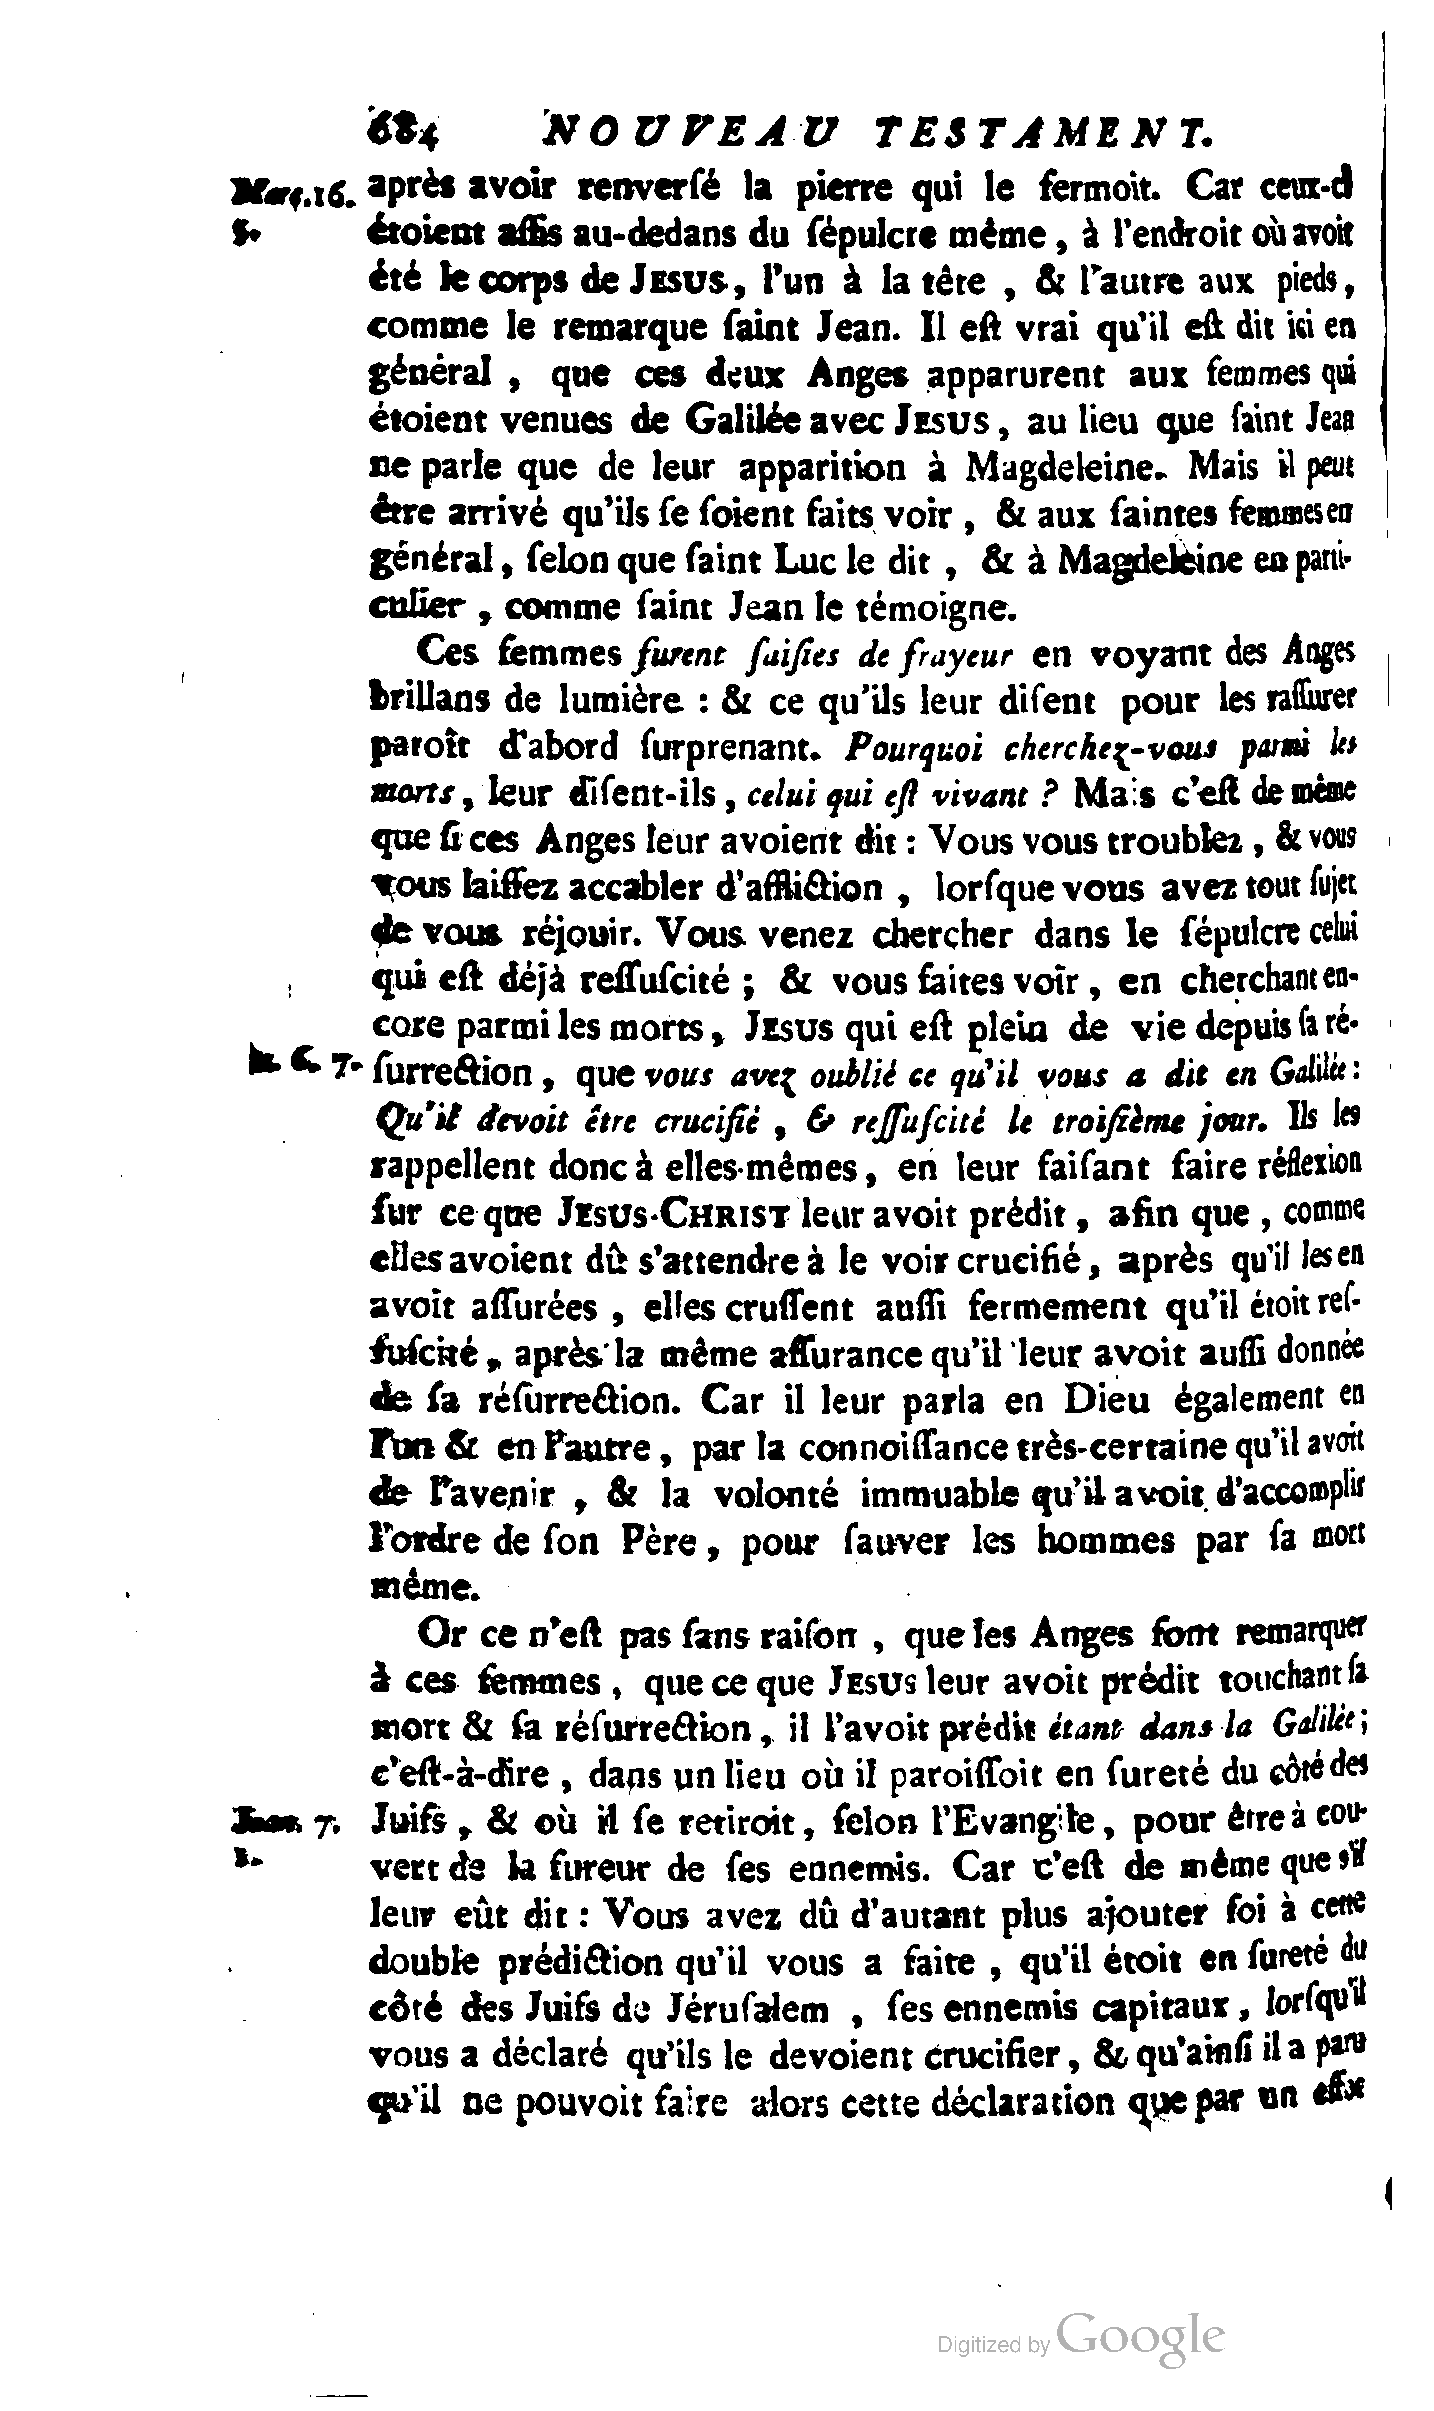 684 NOUVEAU TESTAMENT.
Marc.16. après avoir renverſé la pierre qui le fermoit. Car ceux-ci
5. étoient aſſis au-dedans du ſépulcre même, à l'endroit où avoit
été le corps de JESUS, l'un à la tête, & l'autre aux pieds,
comme le remarque ſaint Jean. Il eſt vrai qu'il eſt dit ici en
général, que ces deux Anges apparurent aux femmes qui
étoient venues de Galilée avec JESUS, au lieu que ſaint Jean
ne parle que de leur apparition à Magdeleine. Mais il peut
être arrivé qu'ils ſe ſoient faits voir, & aux ſaintes femmes en
général, ſelon que ſaint Luc le dit, & à Magdeleine en parti-
culier, comme ſaint Jean le témoigne.
Ces femmes furent ſaiſies de frayeur en voyant des Anges
brillans de lumière : & ce qu'ils leur diſent pour les raſſurer
paroît d'abord ſurprenant. Pourquoi cherchez-vous parmi les
morts, leur diſent-ils, celui qui eſt vivant ? Mais c'eſt de même
que ſi ces Anges leur avoient dit : Vous vous troublez, & vous
vous laiſſez accabler d'affliction, lorſque vous avez tout ſujet
de vous réjouir. Vous venez chercher dans le ſépulcre celui
qui eſt déjà reſſuſcité ; & vous faites voir, en cherchant en-
core parmi les morts, JESUS qui eſt plein de vie depuis ſa ré-
6. 7. ſurrection, que vous avez oublié ce qu'il vous a dit en Galilée :
Qu'il devoit être crucifié, & reſſuſcité le troiſième jour. Ils les
rappellent donc à elles-mêmes, en leur faiſant faire réflexion
ſur ce que JESUS-CHRIST leur avoit prédit, afin que, comme
elles avoient dû s'attendre à le voir crucifié, après qu'il les en
avoit aſſurées, elles cruſſent auſſi fermement qu'il étoit reſ-
ſuſcité, après la même aſſurance qu'il leur avoit auſſi donnée
de ſa réſurrection. Car il leur parla en Dieu également en
l'un & en l'autre, par la connoiſſance très-certaine qu'il avoit
de l'avenir, & la volonté immuable qu'il avoit d'accomplir
l'ordre de ſon Père, pour ſauver les hommes par ſa mort
même.
Or ce n'eſt pas ſans raiſon, que les Anges font remarquer
à ces femmes, que ce que JESUS leur avoit prédit touchant ſa
mort & ſa réſurrection, il l'avoit prédit étant dans la Galilée ;
c'eſt-à-dire, dans un lieu où il paroiſſoit en ſureté du côté des
Joan. 7. Juifs, & où il ſe retiroit, ſelon l'Evangile, pour être à cou-
1. vert de la fureur de ſes ennemis. Car c'eſt de même que s'il
leur eût dit : Vous avez dû d'autant plus ajouter foi à cette
double prédiction qu'il vous a faite, qu'il étoit en ſureté du
côté des Juifs de Jéruſalem, ſes ennemis capitaux, lorſqu'il
vous a déclaré qu'ils le devoient crucifier, & qu'ainſi il a paru
qu'il ne pouvoit faire alors cette déclaration que par un effet
Digitized by Google